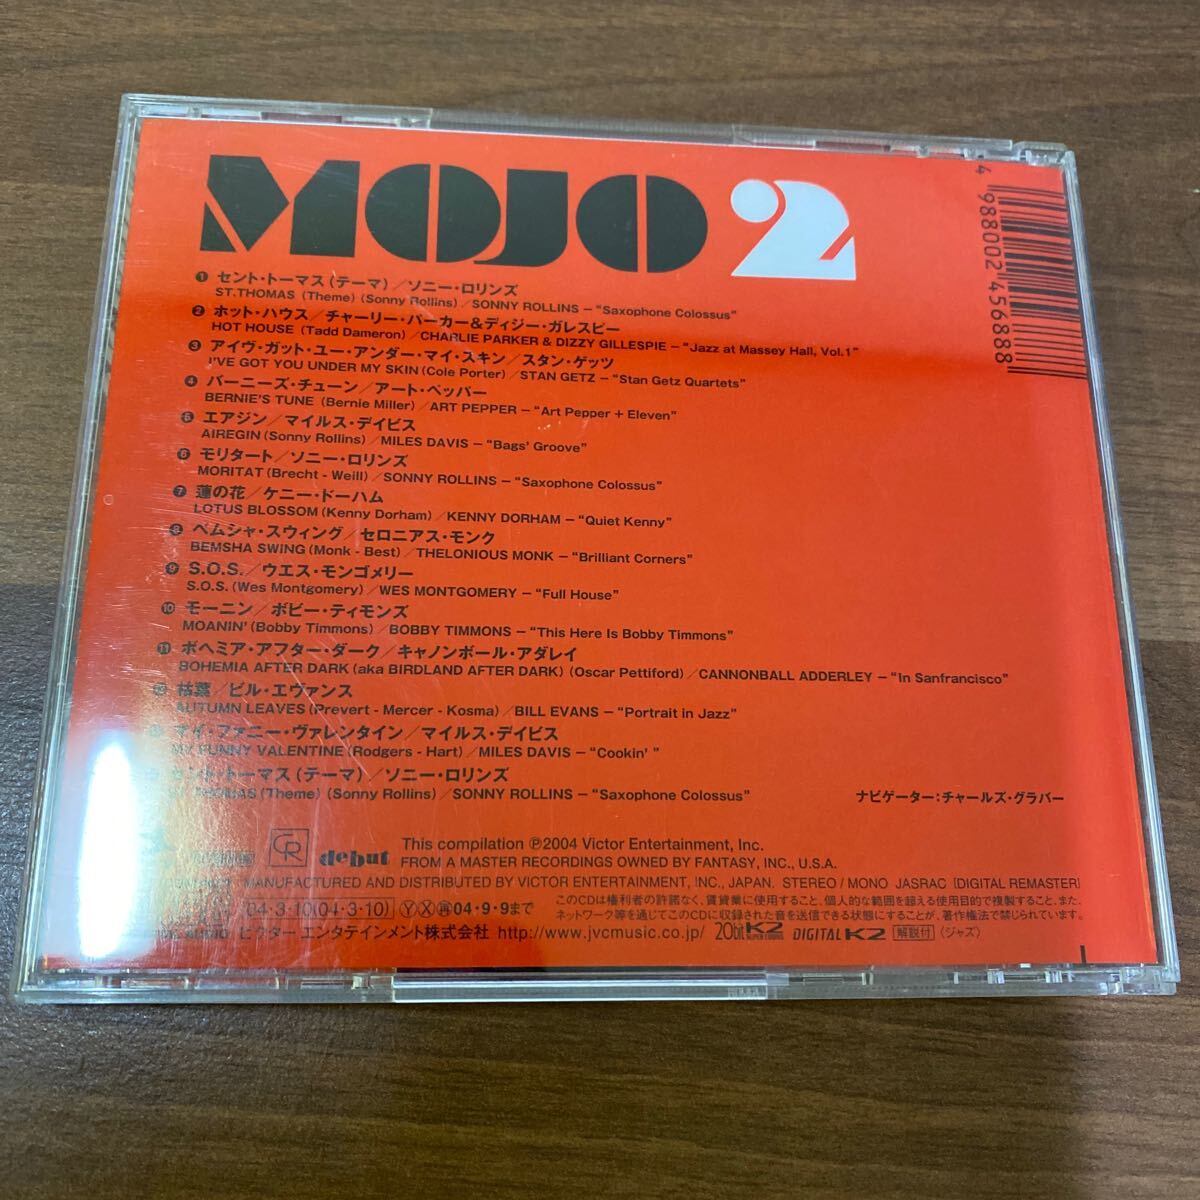 MOJO 2
4 988002 456888
1 セント・トーマス(テーマ)/ソニー・ロリンズ
ST.THOMAS (Theme) (Sonny Rollins)/SONNY ROLLINS – "Saxophone Colossus"
2 ホット・ハウス/チャーリー・パーカー&ディジー・ガレスピー
HOT HOUSE (Tadd Dameron)/CHARLIE PARKER & DIZZY GILLESPIE – "Jazz at Massey Hall, Vol.1"
3 アイヴ・ガット・ユー・アンダー・マイ・スキン/スタン・ゲッツ
I'VE GOT YOU UNDER MY SKIN (Cole Porter)/STAN GETZ – "Stan Getz Quartets"
4 バーニーズ・チューン/アート・ペッパー
BERNIE'S TUNE (Bernie Miller)/ART PEPPER – "Art Pepper + Eleven"
5 エアジン/マイルス・デイビス
AIREGIN (Sonny Rollins)/MILES DAVIS – "Bags' Groove"
6 モリタート/ソニー・ロリンズ
MORITAT (Brecht - Weill)/SONNY ROLLINS – "Saxophone Colossus"
7 蓮の花/ケニー・ドーハム
LOTUS BLOSSOM (Kenny Dorham)/KENNY DORHAM – "Quiet Kenny"
8 ベムシャ・スウィング/セロニアス・モンク
BEMSHA SWING (Monk - Best)/THELONIOUS MONK – "Brilliant Corners"
9 S.O.S./ウエス・モンゴメリー
S.O.S. (Wes Montgomery)/WES MONTGOMERY – "Full House"
10 モーニン/ボビー・ティモンズ
MOANIN' (Bobby Timmons)/BOBBY TIMMONS – "This Here Is Bobby Timmons"
11 ボヘミア・アフター・ダーク/キャノンボール・アダレイ
BOHEMIA AFTER DARK (aka BIRDLAND AFTER DARK) (Oscar Pettiford)/CANNONBALL ADDERLEY – "In Sanfrancisco"
枯葉/ビル・エヴァンス
AUTUMN LEAVES (Prevert - Mercer - Kosma)/BILL EVANS – "Portrait in Jazz"
マイ・ファニー・ヴァレンタイン/マイルス・デイビス
MY FUNNY VALENTINE (Rodgers - Hart)/MILES DAVIS – "Cookin' "
セント・トーマス(テーマ)/ソニー・ロリンズ
ST. THOMAS (Theme) (Sonny Rollins)/SONNY ROLLINS – "Saxophone Colossus"
ナビゲーター:チャールズ・グラバー
CR debut This compilation ℗2004 Victor Entertainment, Inc.
FROM A MASTER RECORDINGS OWNED BY FANTASY, INC., U.S.A.
MANUFACTURED AND DISTRIBUTED BY VICTOR ENTERTAINMENT, INC., JAPAN. STEREO/MONO JASRAC [DIGITAL REMASTER]
このCDは権利者の許諾なく、賃貸業に使用すること、個人的な範囲を超える使用目的で複製すること、また、
04・3・10(04・3・10) Ⓨ Ⓧ 再 04・9・9まで ネットワーク等を通じてこのCDに収録された音を送信できる状態にすることが、著作権法で禁じられています。
ビクターエンタテインメント株式会社 http://www.jvcmusic.co.jp/ 20bit K2 SUPER CODING DIGITAL K2 解説付 〈ジャズ〉